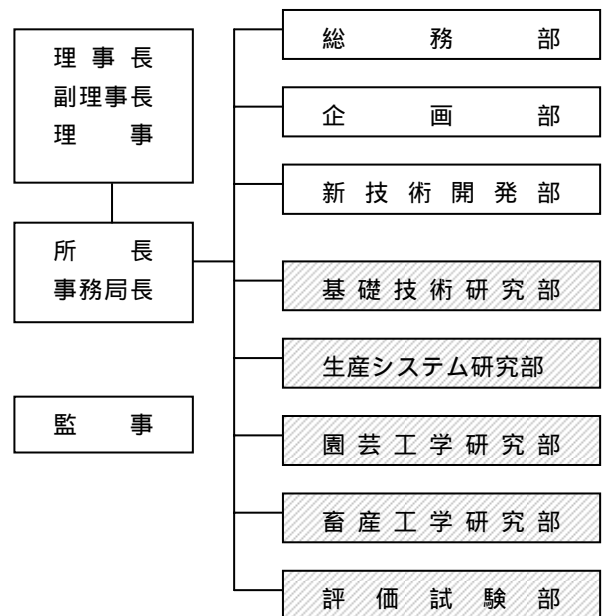 理事長
副理事長
理事
所長
事務局長
監事
総務部
企画部
新技術開発部
基礎技術研究部
生産システム研究部
園芸工学研究部
畜産工学研究部
評価試験部